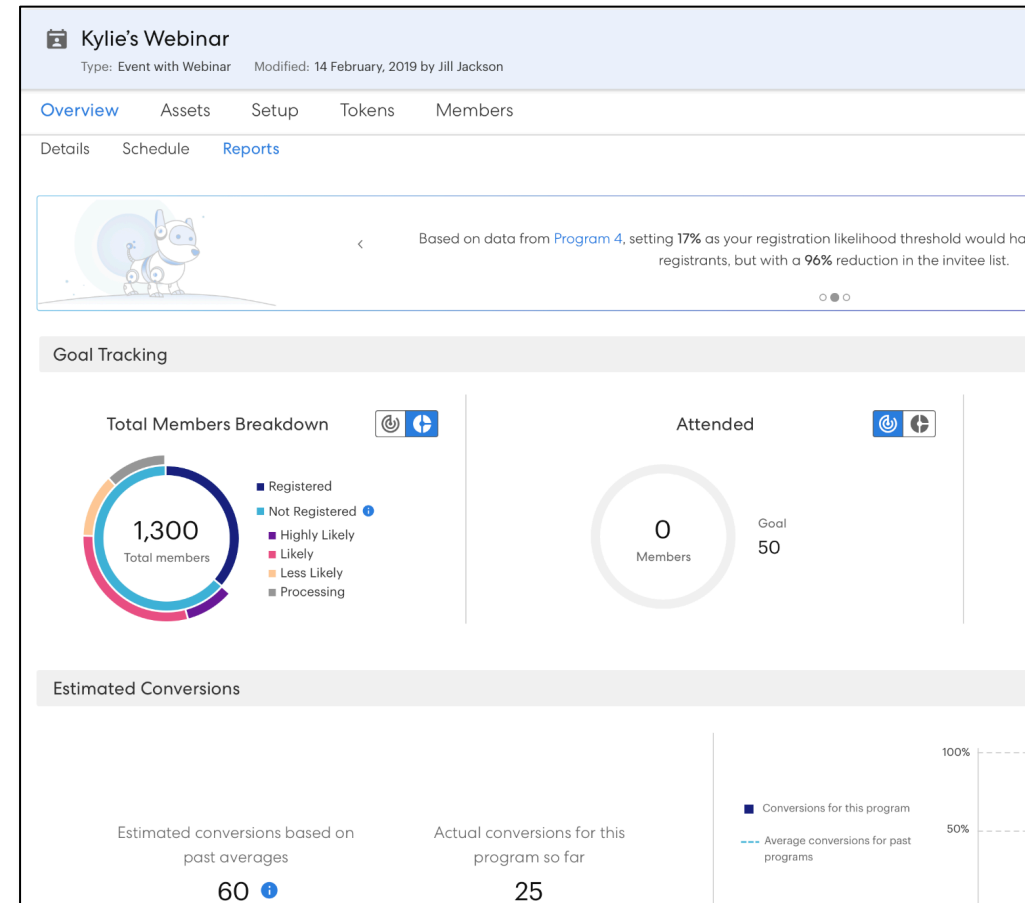 Kylie's Webinar
Type: Event with Webinar Modified: 14 February, 2019 by Jill Jackson
Overview Assets Setup Tokens Members
Details Schedule Reports
Based on data from Program 4, setting 17% as your registration likelihood threshold would ha
registrants, but with a 96% reduction in the invitee list.
Goal Tracking
Total Members Breakdown
1,300
Total members
Registered
Not Registered
Highly Likely
Likely
Less Likely
Processing
Attended
0
Members
Goal
50
Estimated Conversions
Estimated conversions based on
past averages
60
Actual conversions for this
program so far
25
Conversions for this program
Average conversions for past
programs
100%
50%